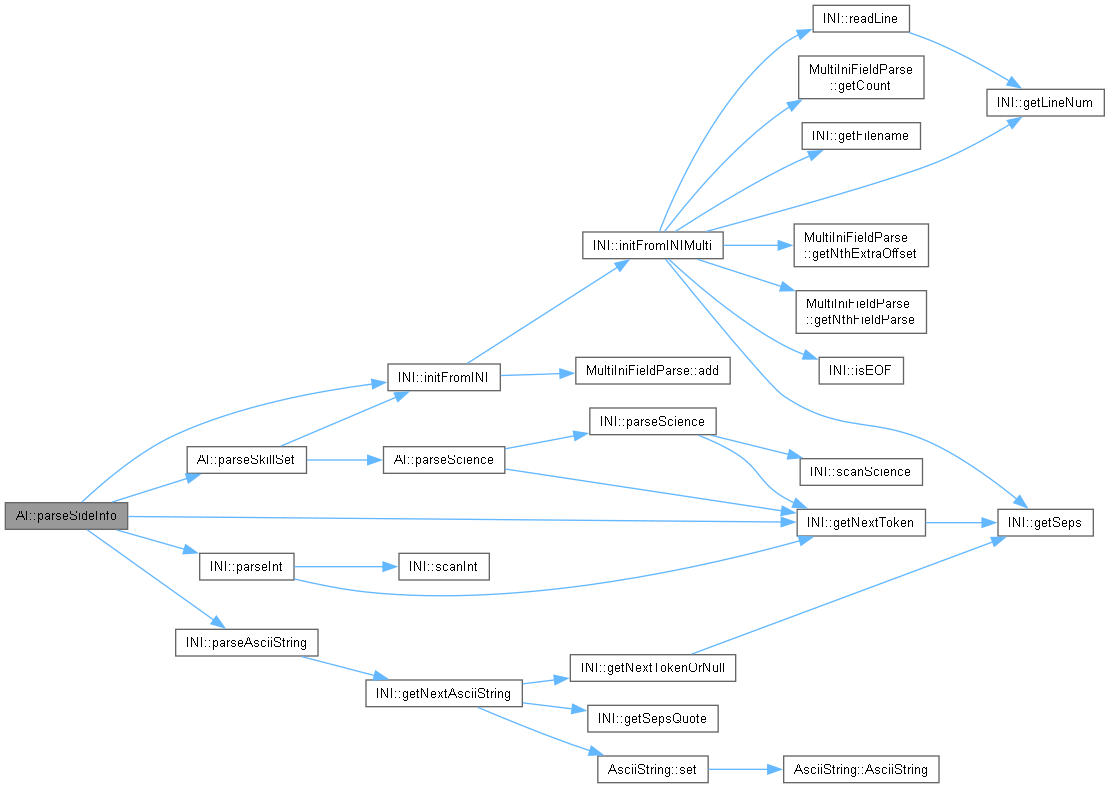 INI::readLine
MultiIniFieldParse
::getCount
INI::getLineNum
INI::getFilename
MultiIniFieldParse
::getNthExtraOffset
INI::initFromINIMulti
MultiIniFieldParse
::getNthFieldParse
INI::isEOF
INI::initFromINI
MultiIniFieldParse::add
INI::parseScience
AI::parseSkillSet
AI::parseScience
INI::scanScience
AI::parseSideInfo
INI::getNextToken
INI::getSeps
INI::parseInt
INI::scanInt
INI::parseAsciiString
INI::getNextTokenOrNull
INI::getNextAsciiString
INI::getSepsQuote
AsciiString::set
AsciiString::AsciiString